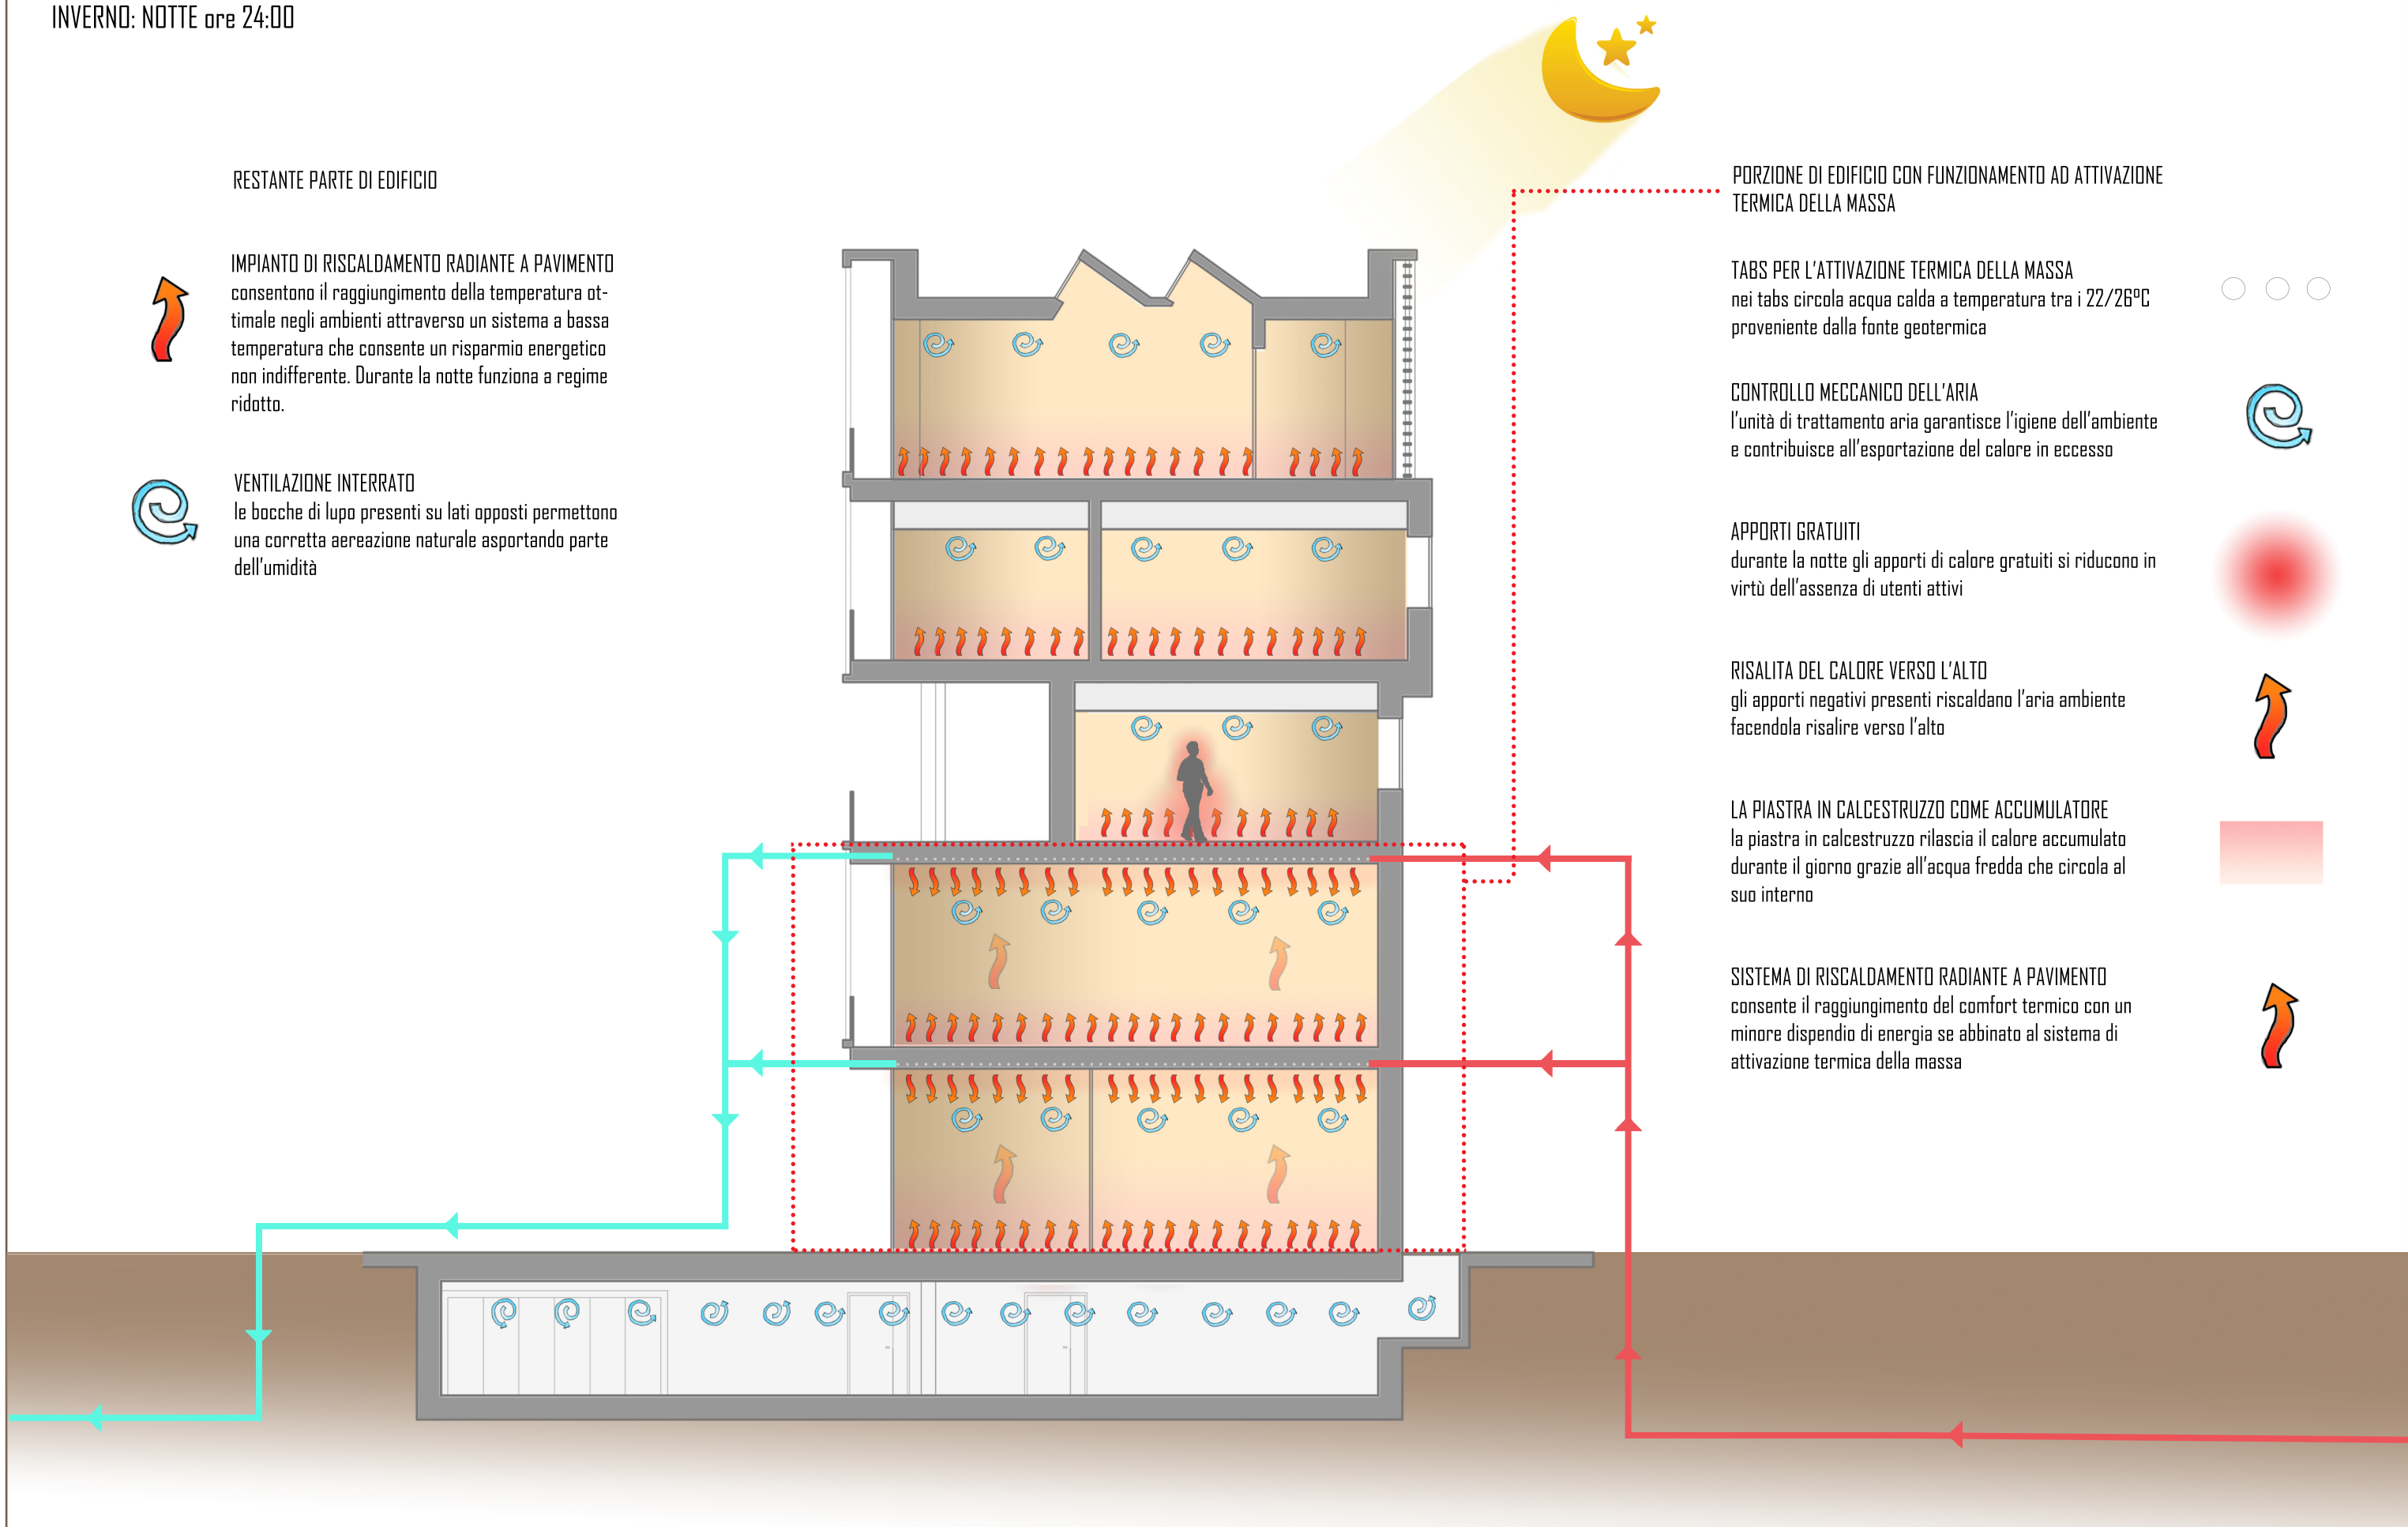 INVERNO: NOTTE ore 24:00
RESTANTE PARTE DI EDIFICIO
IMPIANTO DI RISCALDAMENTO RADIANTE A PAVIMENTO
consentono il raggiungimento della temperatura ot-
timale negli ambienti attraverso un sistema a bassa
temperatura che consente un risparmio energetico
non indifferente. Durante la notte funziona a regime
ridotto.
VENTILAZIONE INTERRATO
le bocche di lupo presenti su lati opposti permettono
una corretta aereazione naturale asportando parte
dell'umidità
PORZIONE DI EDIFICIO CON FUNZIONAMENTO AD ATTIVAZIONE
TERMICA DELLA MASSA
TABS PER L'ATTIVAZIONE TERMICA DELLA MASSA
nei tabs circola acqua calda a temperatura tra i 22/26°C
proveniente dalla fonte geotermica
CONTROLLO MECCANICO DELL'ARIA
l'unità di trattamento aria garantisce l'igiene dell'ambiente
e contribuisce all'esportazione del calore in eccesso
APPORTI GRATUITI
durante la notte gli apporti di calore gratuiti si riducono in
virtù dell'assenza di utenti attivi
RISALITA DEL CALORE VERSO L'ALTO
gli apporti negativi presenti riscaldano l'aria ambiente
facendola risalire verso l'alto
LA PIASTRA IN CALCESTRUZZO COME ACCUMULATORE
la piastra in calcestruzzo rilascia il calore accumulato
durante il giorno grazie all'acqua fredda che circola al
suo interno
SISTEMA DI RISCALDAMENTO RADIANTE A PAVIMENTO
consente il raggiungimento del comfort termico con un
minore dispendio di energia se abbinato al sistema di
attivazione termica della massa